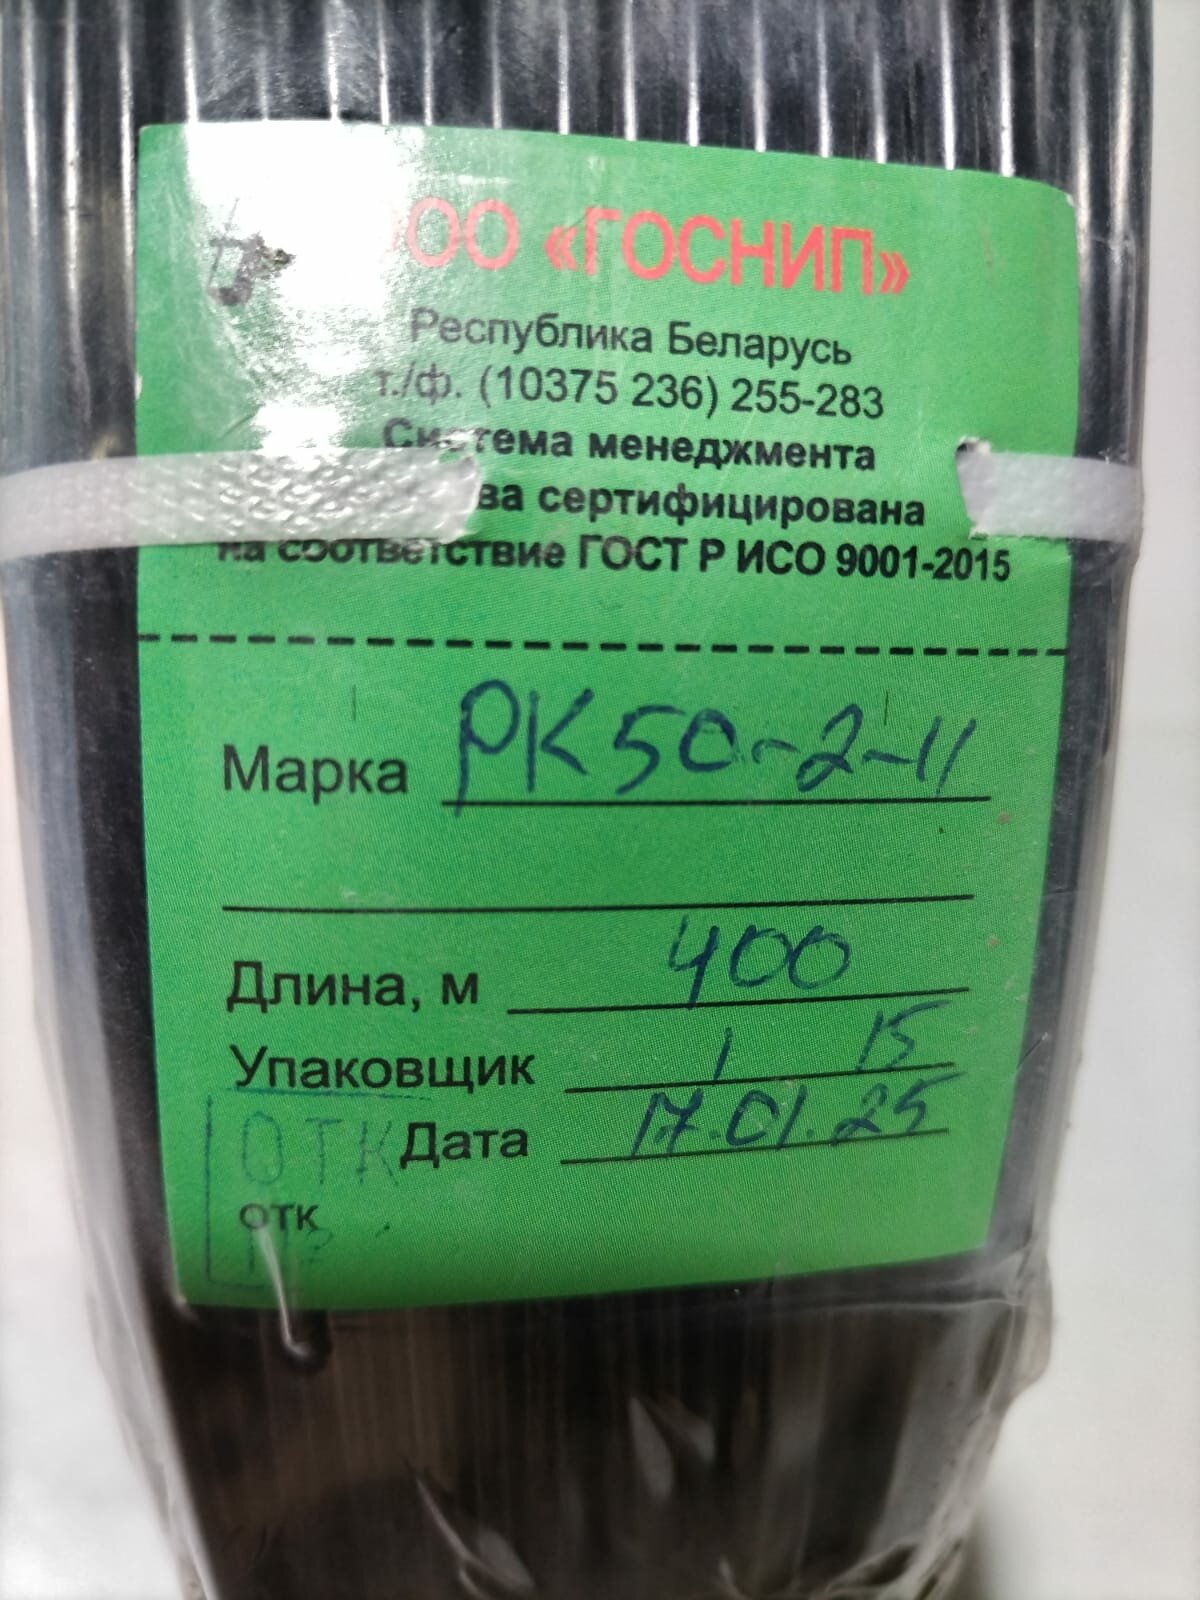 ООО «ГОСНИП»
Республика Беларусь
т./ф. (10375 236) 255-283
Система менеджмента
ва сертифицирована
на соответствие ГОСТ Р ИСО 9001-2015
Марка РК50-2-11
Длина, м 400
Упаковщик 1 15
ОТК Дата 17.01.25
ОТК